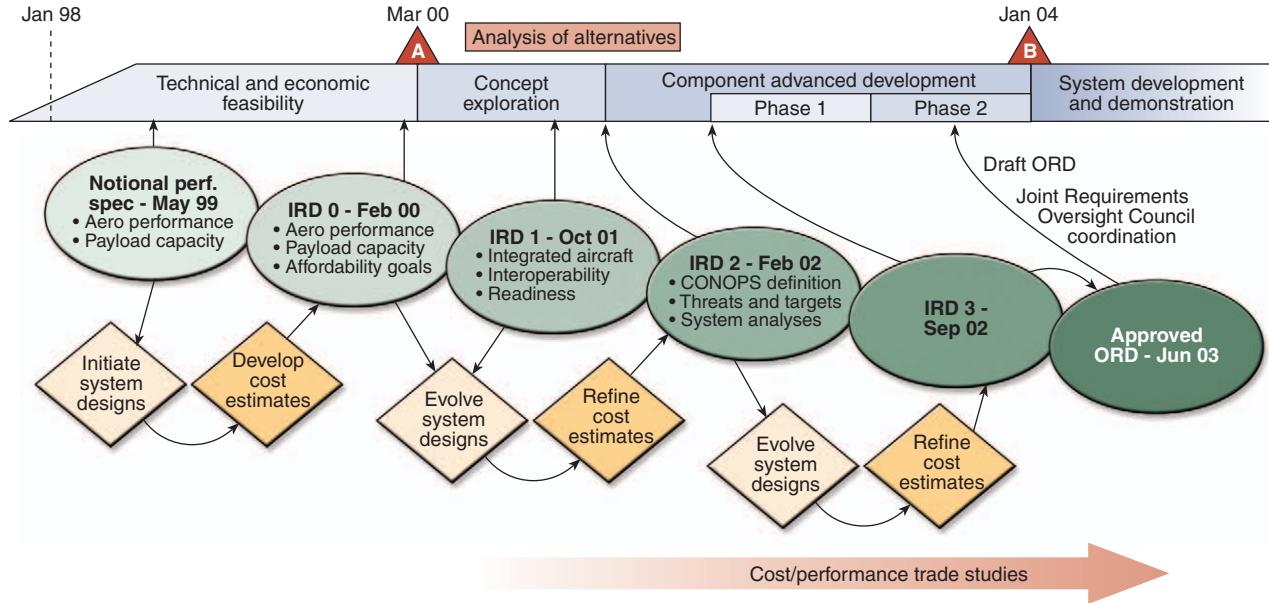 Jan 98
Mar 00
Jan 04
A
Analysis of alternatives
B
Technical and economic
feasibility
Concept
exploration
Component advanced development
Phase 1
Phase 2
System development
and demonstration
Notional perf.
spec - May 99
• Aero performance
• Payload capacity
IRD 0 - Feb 00
• Aero performance
• Payload capacity
• Affordability goals
IRD 1 - Oct 01
• Integrated aircraft
• Interoperability
• Readiness
IRD 2 - Feb 02
• CONOPS definition
• Threats and targets
• System analyses
IRD 3 -
Sep 02
Draft ORD
Joint Requirements
Oversight Council
coordination
Approved
ORD - Jun 03
Initiate
system
designs
Develop
cost
estimates
Evolve
system
designs
Refine
cost
estimates
Evolve
system
designs
Refine
cost
estimates
Cost/performance trade studies